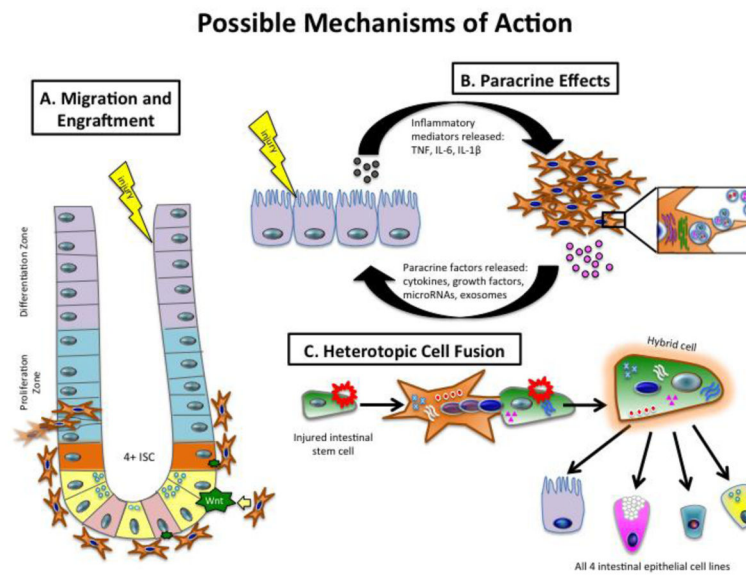 Possible Mechanisms of Action
A. Migration and
Engraftment
injury
Differentiation Zone
Proliferation
Zone
4+ ISC
Wnt
B. Paracrine Effects
injury
Inflammatory
mediators released:
TNF, IL-6, IL-1β
Paracrine factors released:
cytokines, growth factors,
microRNAs, exosomes
C. Heterotopic Cell Fusion
Injured intestinal
stem cell
Hybrid cell
All 4 intestinal epithelial cell lines